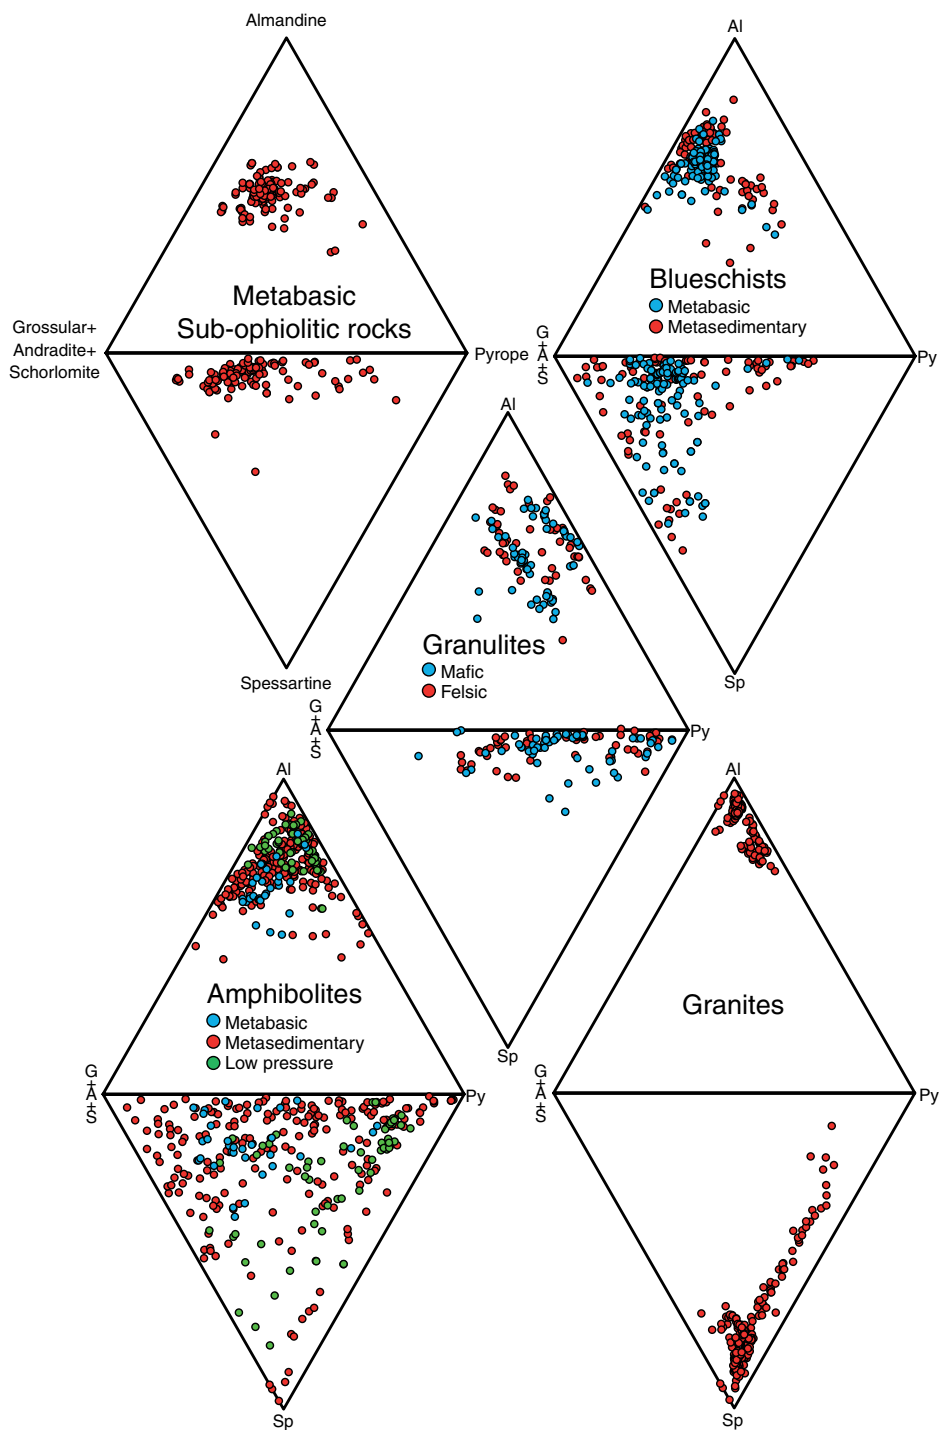 Almandine
Metabasic
Sub-ophiolitic rocks
Grossular+
Andradite+
Schorlomite
Pyrope
Spessartine
Al
Blueschists
Metabasic
Metasedimentary
G
+
A
+
S
Py
Sp
Al
Granulites
Mafic
Felsic
G
+
A
+
S
Py
Sp
Al
Amphibolites
Metabasic
Metasedimentary
Low pressure
G
+
A
+
S
Py
Sp
Al
Granites
G
+
A
+
S
Py
Sp